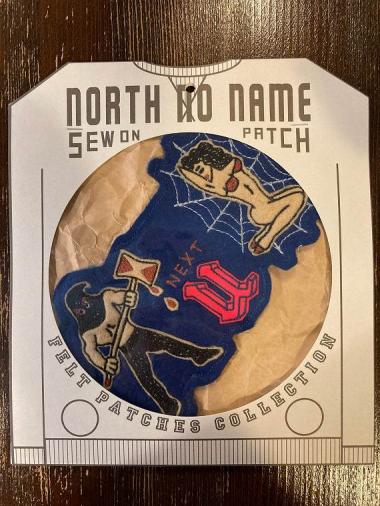 NORTH NO NAME
SEW ON PATCH
NEXT
U
FELT PATCHES COLLECTION